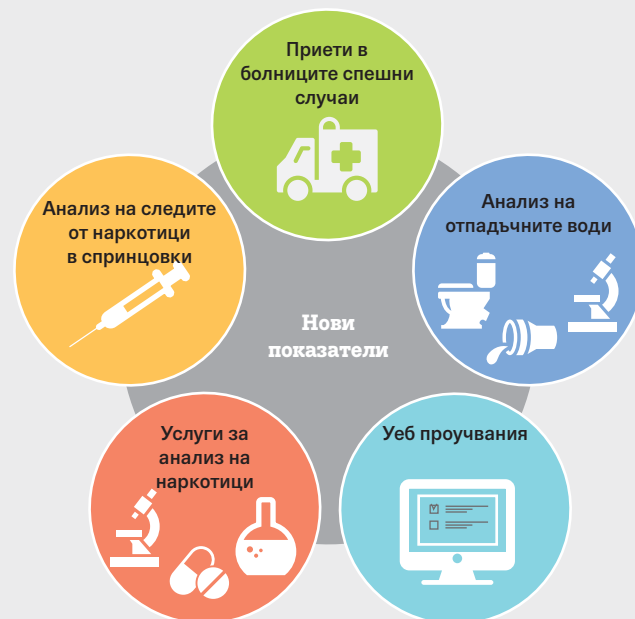 Приети в
болниците спешни
случаи
Анализ на следите
от наркотици
в спринцовки
Анализ на
отпадъчните води
Нови
показатели
Услуги за
анализ на
наркотици
Уеб проучвания